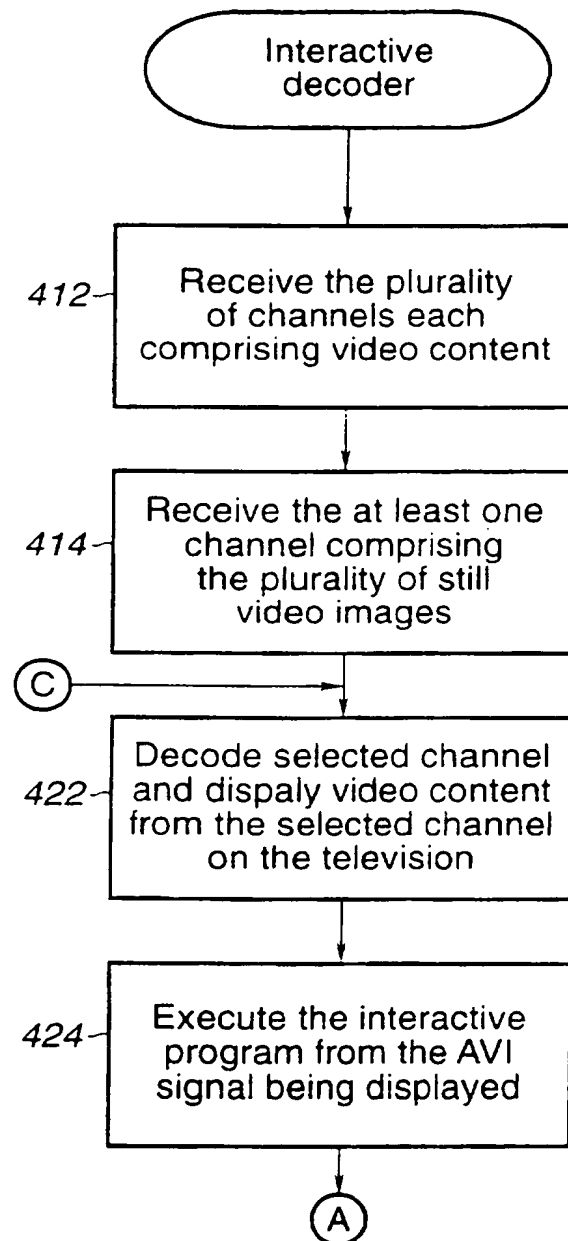 Interactive
decoder
412
Receive the plurality
of channels each
comprising video content
414
Receive the at least one
channel comprising
the plurality of still
video images
C
422
Decode selected channel
and dispaly video content
from the selected channel
on the television
424
Execute the interactive
program from the AVI
signal being displayed
A